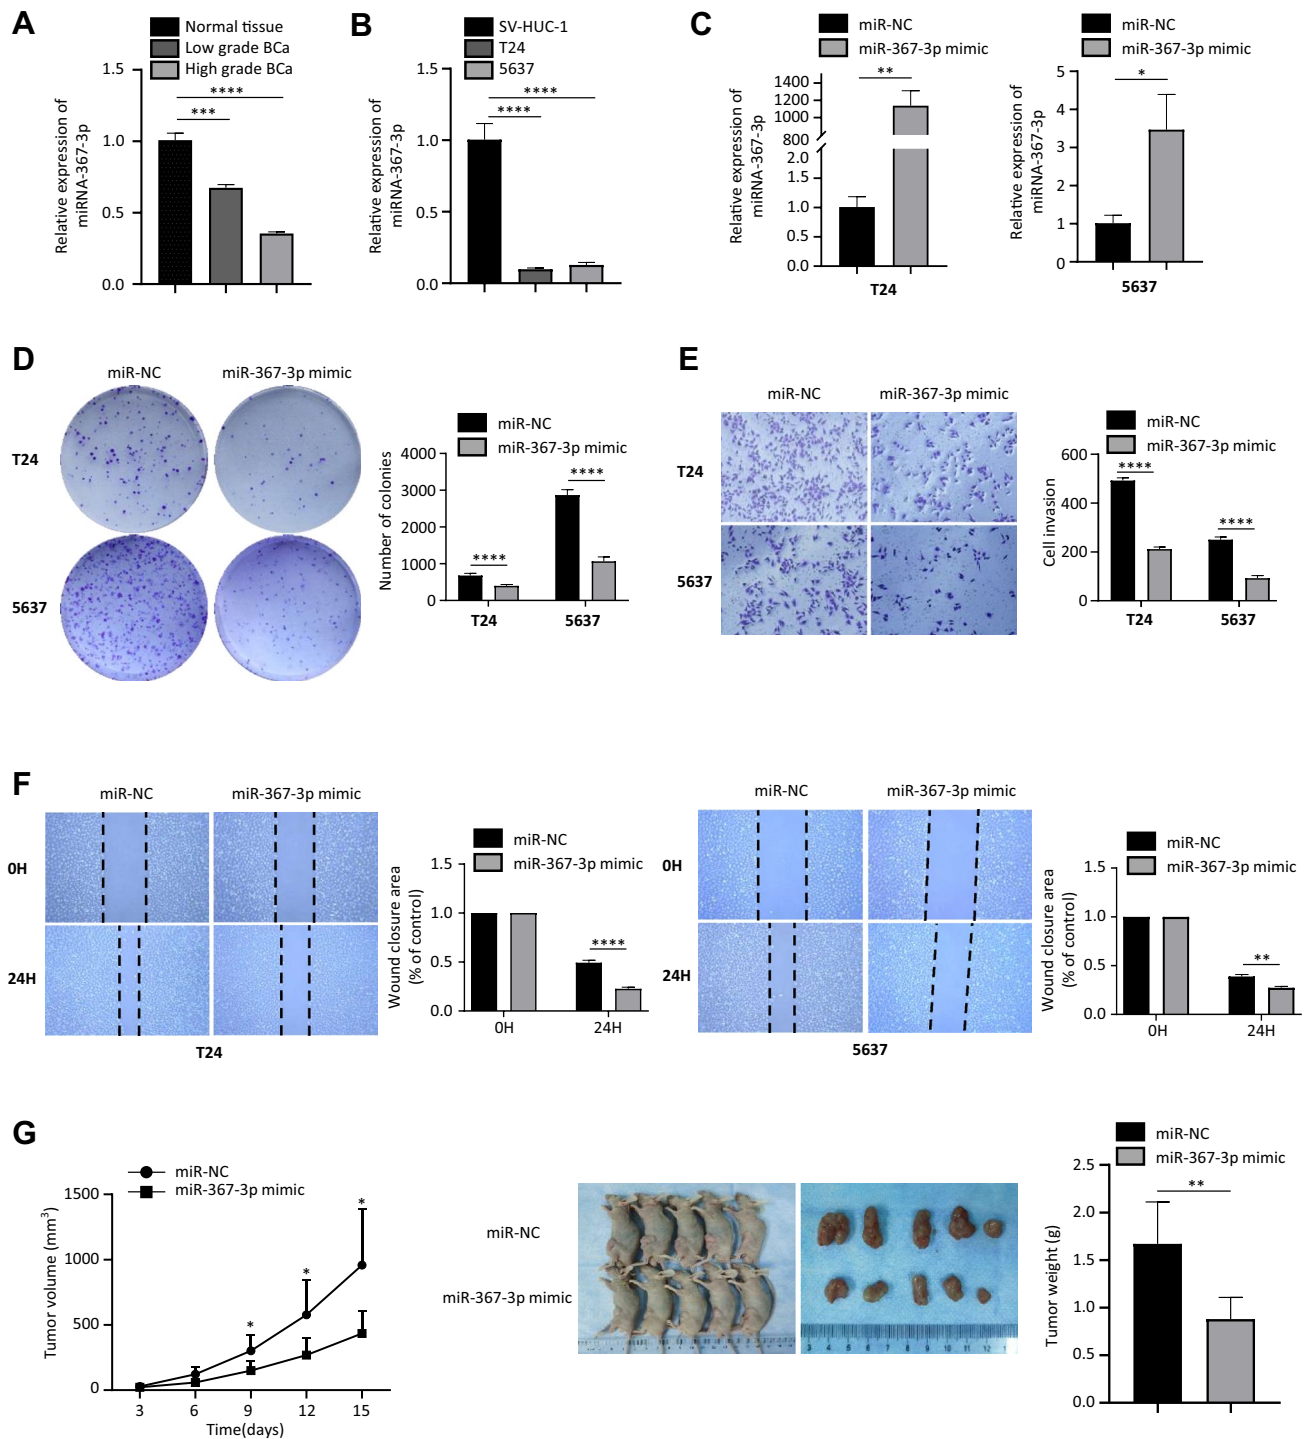 A
Normal tissue
Low grade BCa
High grade BCa
Relative expression of
miRNA-367-3p
1.5
1.0
0.5
0.0
****
***
B
SV-HUC-1
T24
5637
Relative expression of
miRNA-367-3p
1.5
1.0
0.5
0.0
****
****
C
miR-NC
miR-367-3p mimic
Relative expression of
miRNA-367-3p
1400
1200
1000
800
2.0
1.5
1.0
0.5
0.0
**
T24
miR-NC
miR-367-3p mimic
Relative expression of
miRNA-367-3p
5
4
3
2
1
0
*
5637
D
miR-NC miR-367-3p mimic
T24
5637
miR-NC
miR-367-3p mimic
Number of colonies
4000
3000
2000
1000
0
****
****
T24 5637
E
miR-NC miR-367-3p mimic
T24
5637
miR-NC
miR-367-3p mimic
Cell invasion
600
400
200
0
****
****
T24 5637
F
miR-NC miR-367-3p mimic
0H
24H
T24
miR-NC
miR-367-3p mimic
Wound closure area
(% of control)
1.5
1.0
0.5
0.0
****
0H 24H
miR-NC miR-367-3p mimic
0H
24H
5637
miR-NC
miR-367-3p mimic
Wound closure area
(% of control)
1.5
1.0
0.5
0.0
**
0H 24H
G
miR-NC
miR-367-3p mimic
Tumor volume (mm³)
1500
1000
500
0
*
*
*
3 6 9 12 15
Time(days)
miR-NC
miR-367-3p mimic
3 4 5 6 7 8 9 10 11 12
miR-NC
miR-367-3p mimic
Tumor weight (g)
2.5
2.0
1.5
1.0
0.5
0.0
**